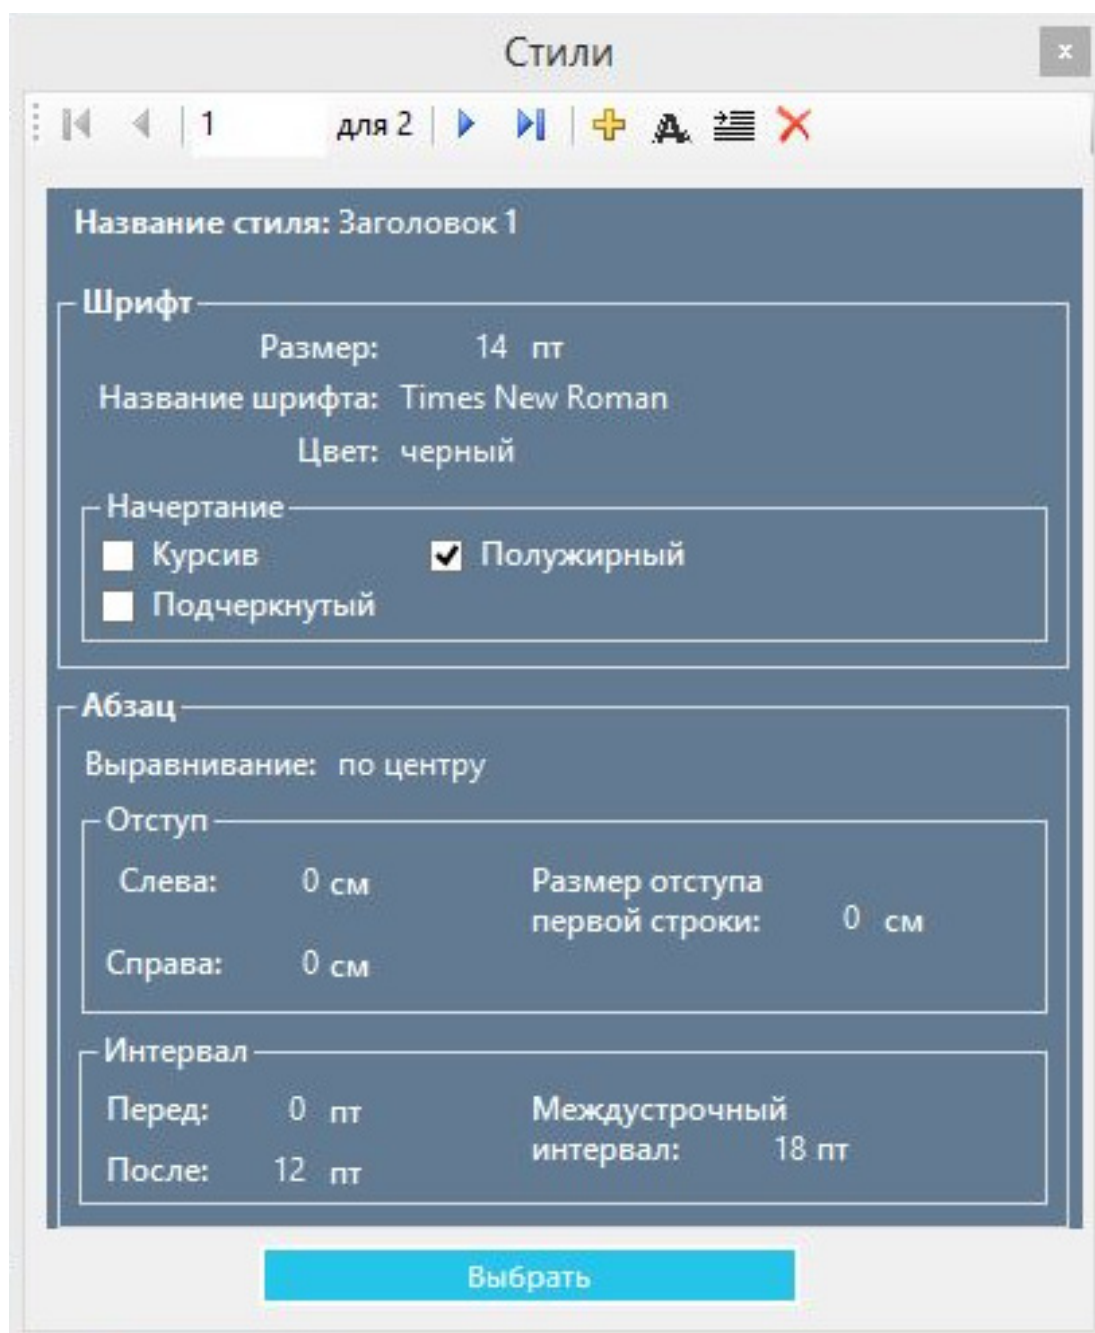 Стили
x
1 для 2
Название стиля: Заголовок 1
Шрифт
Размер: 14 пт
Название шрифта: Times New Roman
Цвет: черный
Начертание
Курсив Полужирный
Подчеркнутый
Абзац
Выравнивание: по центру
Отступ
Слева: 0 см Размер отступа
первой строки: 0 см
Справа: 0 см
Интервал
Перед: 0 пт Междустрочный
интервал: 18 пт
После: 12 пт
Выбрать